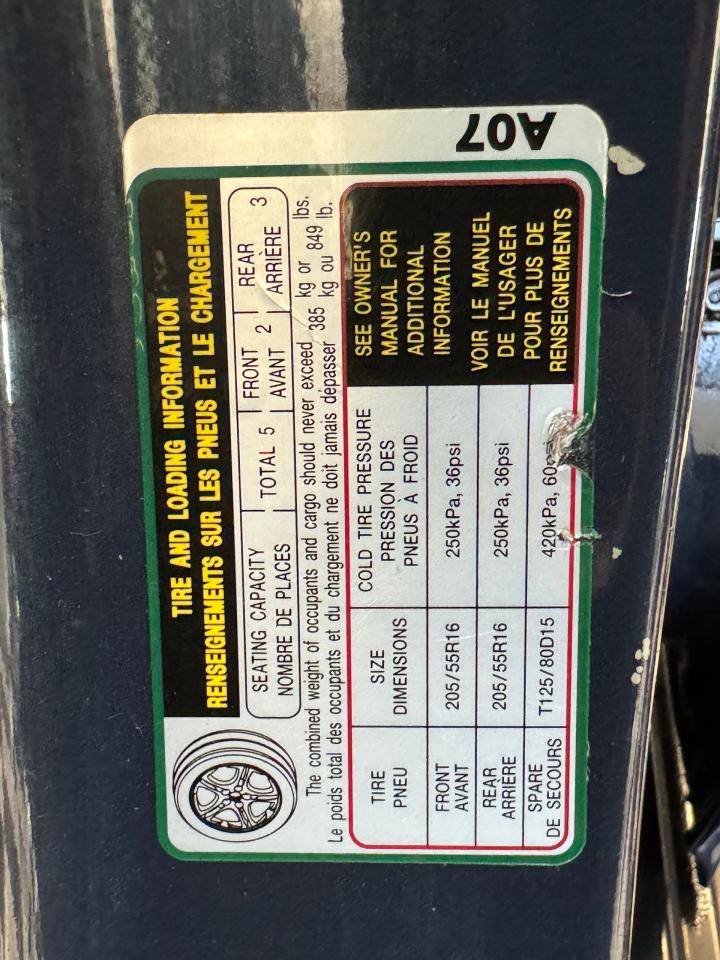 A07
TIRE AND LOADING INFORMATION
RENSEIGNEMENTS SUR LES PNEUS ET LE CHARGEMENT
SEATING CAPACITY TOTAL 5 FRONT 2 REAR 3
NOMBRE DE PLACES AVANT ARRIÈRE
The combined weight of occupants and cargo should never exceed 385 kg or 849 lbs.
Le poids total des occupants et du chargement ne doit jamais dépasser kg ou lb.
TIRE SIZE COLD TIRE PRESSURE
PNEU DIMENSIONS PRESSION DES
PNEUS À FROID
FRONT 205/55R16 250kPa, 36psi
AVANT
REAR 205/55R16 250kPa, 36psi
ARRIÈRE
SPARE T125/80D15 420kPa,
DE SECOURS
SEE OWNER'S
MANUAL FOR
ADDITIONAL
INFORMATION
VOIR LE MANUEL
DE L'USAGER
POUR PLUS DE
RENSEIGNEMENTS